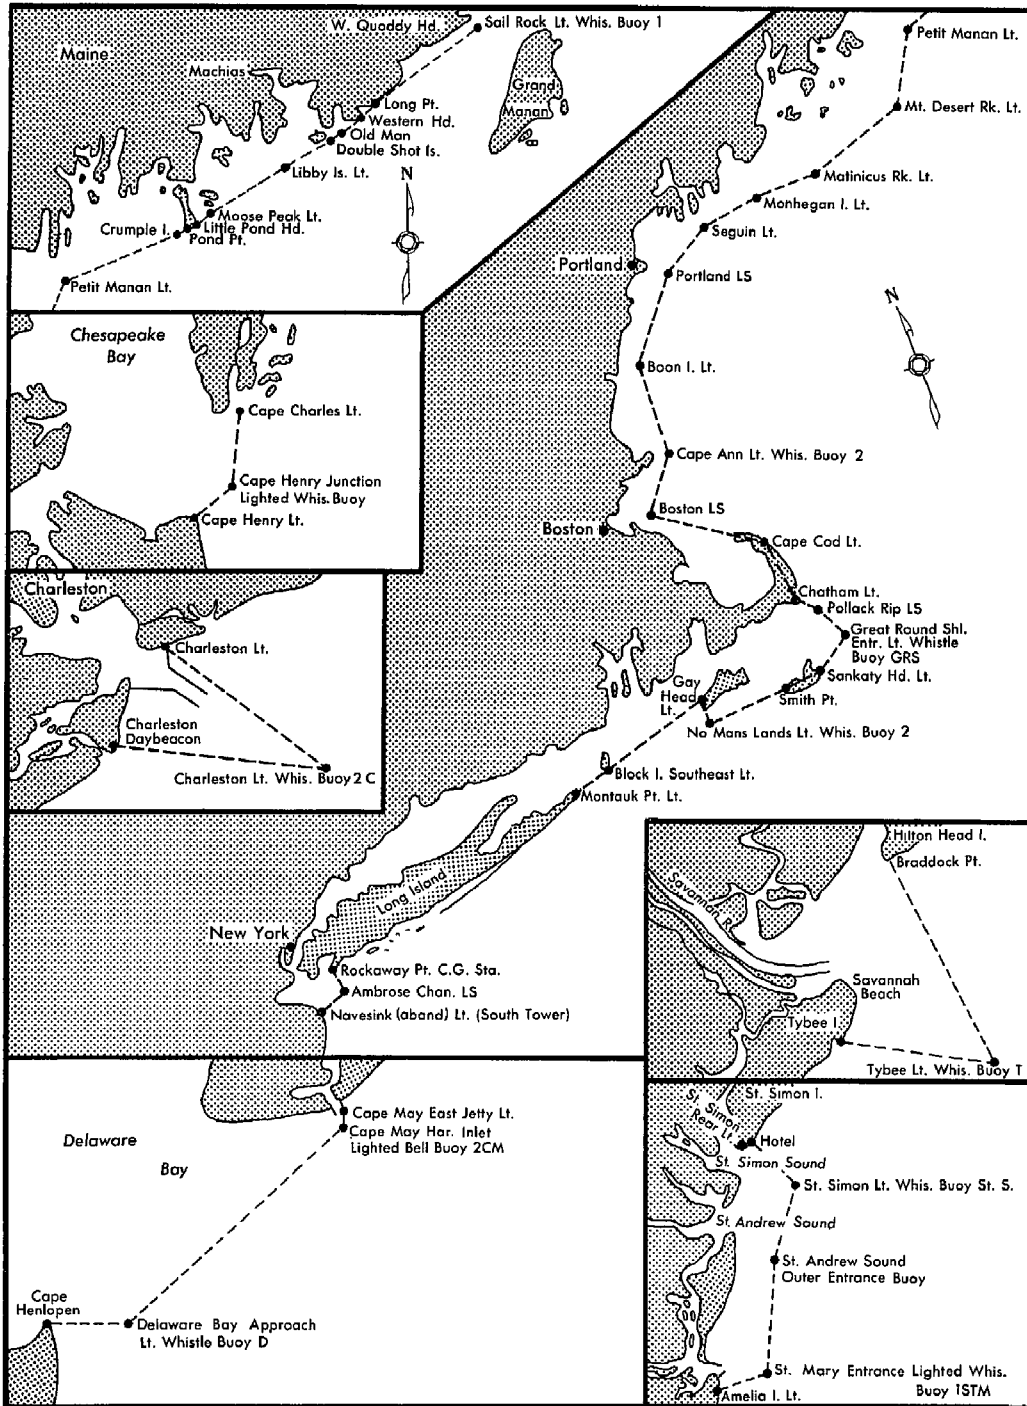 W. Quoddy Hd.
Sail Rock Lt. Whis. Buoy 1
Maine
Machias
Grand
Manan
Long Pt.
Western Hd.
Old Man
Double Shot Is.
Libby Is. Lt.
N
Moose Peak Lt.
Little Pond Hd.
Crumple I.
Pond Pt.
Petit Manan Lt.
Petit Manan Lt.
Mt. Desert Rk. Lt.
Matinicus Rk. Lt.
Monhegan I. Lt.
Seguin Lt.
Portland
Portland LS
N
Boon I. Lt.
Cape Ann Lt. Whis. Buoy 2
Boston LS
Boston
Cape Cod Lt.
Chatham Lt.
Pollack Rip LS
Great Round Shl.
Entr. Lt. Whistle
Buoy GRS
Sankaty Hd. Lt.
Gay
Head
Lt.
Smith Pt.
No Mans Lands Lt. Whis. Buoy 2
Block I. Southeast Lt.
Montauk Pt. Lt.
Long Island
New York
Rockaway Pt. C.G. Sta.
Ambrose Chan. LS
Navesink (aband) Lt. (South Tower)
Chesapeake
Bay
Cape Charles Lt.
Cape Henry Junction
Lighted Whis. Buoy
Cape Henry Lt.
Charleston
Charleston Lt.
Charleston
Daybeacon
Charleston Lt. Whis. Buoy 2 C
Hilton Head I.
Braddock Pt.
Savannah R.
Savannah
Beach
Tybee I.
Tybee Lt. Whis. Buoy T
Delaware
Bay
Cape May East Jetty Lt.
Cape May Har. Inlet
Lighted Bell Buoy 2CM
Cape
Henlopen
Delaware Bay Approach
Lt. Whistle Buoy D
St. Simon I.
St. Simon
Rear Lt.
Hotel
St. Simon Sound
St. Simon Lt. Whis. Buoy St. S.
St. Andrew Sound
St. Andrew Sound
Outer Entrance Buoy
St. Mary Entrance Lighted Whis.
Buoy 1STM
Amelia I. Lt.